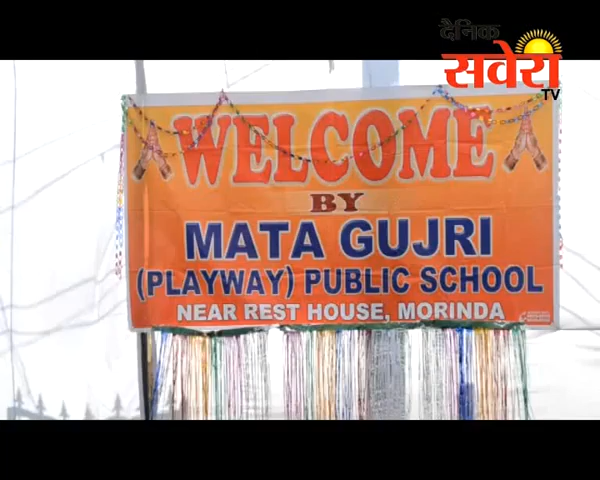 दैनिक
सवेरा
TV
WELCOME
BY
MATA GUJRI
(PLAYWAY) PUBLIC SCHOOL
NEAR REST HOUSE, MORINDA